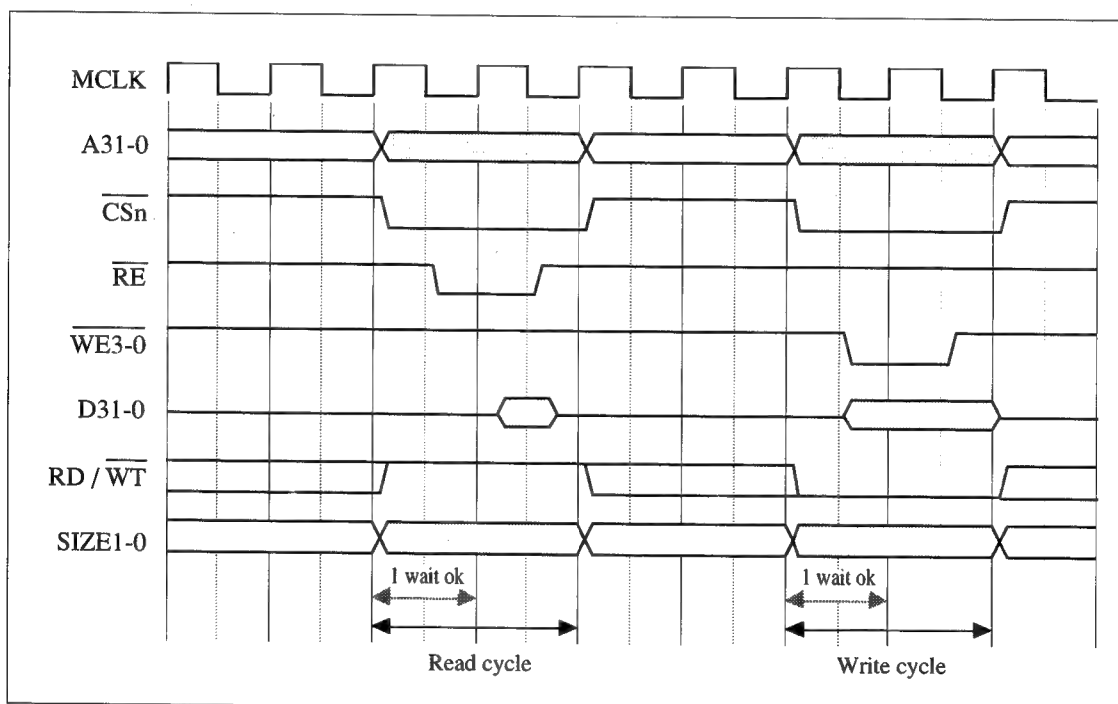 MCLK
A31-0
CSn
RE
WE3-0
D31-0
RD / WT
SIZE1-0
1 wait ok
1 wait ok
Read cycle
Write cycle